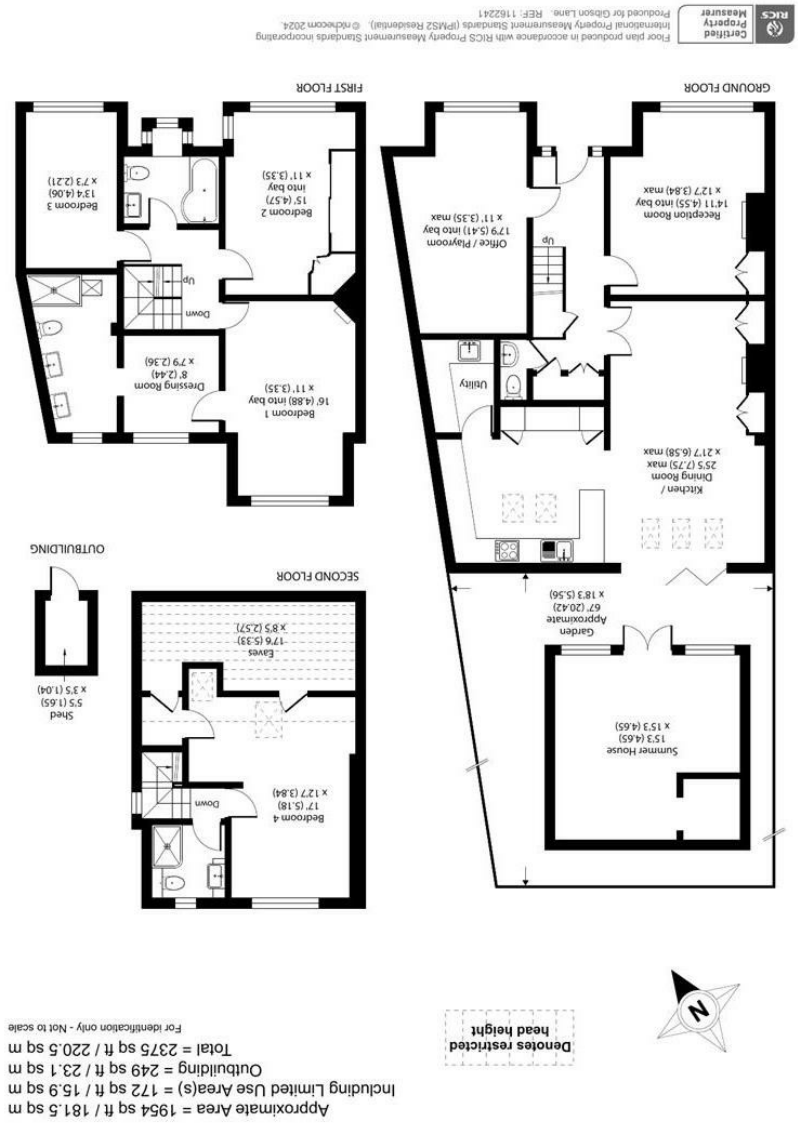 Approximate Area = 1954 sq ft / 181.5 sq m
Including Limited Use Area(s) = 172 sq ft / 15.9 sq m
Outbuilding = 249 sq ft / 23.1 sq m
Total = 2375 sq ft / 220.5 sq m
For identification only - Not to scale
N
Denotes restricted
head height
Summer House
15'3 (4.65)
x 15'3 (4.65)
Garden
67' (20.42) Approximate
x 18'3 (5.56)
Kitchen /
Dining Room
25'5 (7.75) max
x 21'7 (6.58) max
Utility
Up
Reception Room
14'11 (4.55) into bay
x 12'7 (3.84) max
Office / Playroom
17'9 (5.41) into bay
x 11' (3.35) max
GROUND FLOOR
Bedroom 4
17' (5.18)
x 12'7 (3.84)
Down
Eaves
17'6 (5.33)
x 8'5 (2.57)
SECOND FLOOR
Shed
5'5 (1.65)
x 3'5 (1.04)
OUTBUILDING
Bedroom 1
16' (4.88) into bay
x 11' (3.35)
Dressing Room
8' (2.44)
x 7'9 (2.36)
Down
Up
Bedroom 2
15' (4.57)
into bay
x 11' (3.35)
Bedroom 3
13'4 (4.06)
x 7'3 (2.21)
FIRST FLOOR
RICS
Certified
Property
Measurer
Floor plan produced in accordance with RICS Property Measurement Standards incorporating
International Property Measurement Standards (IPMS2 Residential). © nichecom 2024.
Produced for Gibson Lane. REF: 1162241